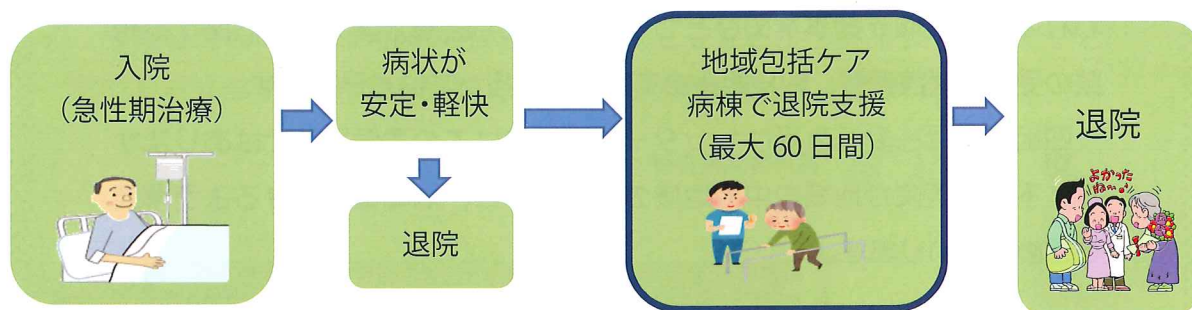 入院
（急性期治療）
病状が
安定・軽快
退院
地域包括ケア
病棟で退院支援
（最大 60 日間）
退院
よかった
ねぇ～♪